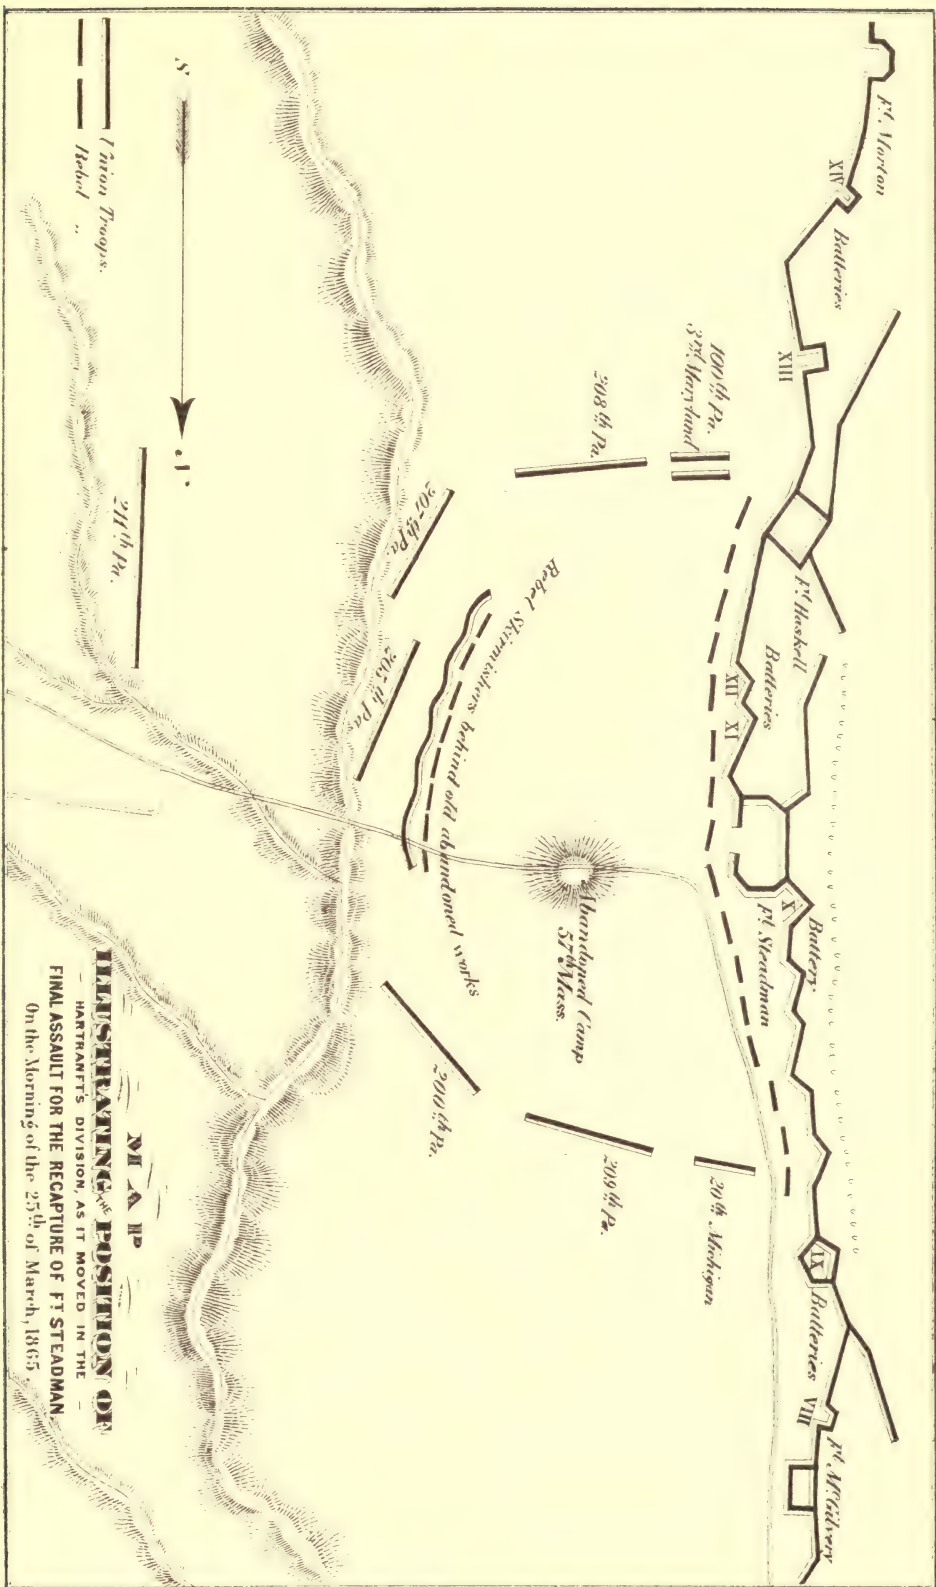 MAP
ILLUSTRATING THE POSITION OF
HARTRANFT'S DIVISION, AS IT MOVED IN THE
FINAL ASSAULT FOR THE RECAPTURE OF FT STEADMAN,
On the Morning of the 25th of March, 1865.
Ft. Morton
XIV
Batteries
XIII
Ft. Haskell
Batteries
XII
XI
X
Battery
Ft. Steadman
IX
Batteries
VIII
Ft. McGilvery
100th Pa.
3rd Maryland
208th Pa.
207th Pa.
205th Pa.
211th Pa.
Rebel Skirmishers behind old abandoned works
Abandoned Camp
57th Mass.
200th Pa.
209th Pa.
20th Michigan
S
N
Union Troops.
Rebel "